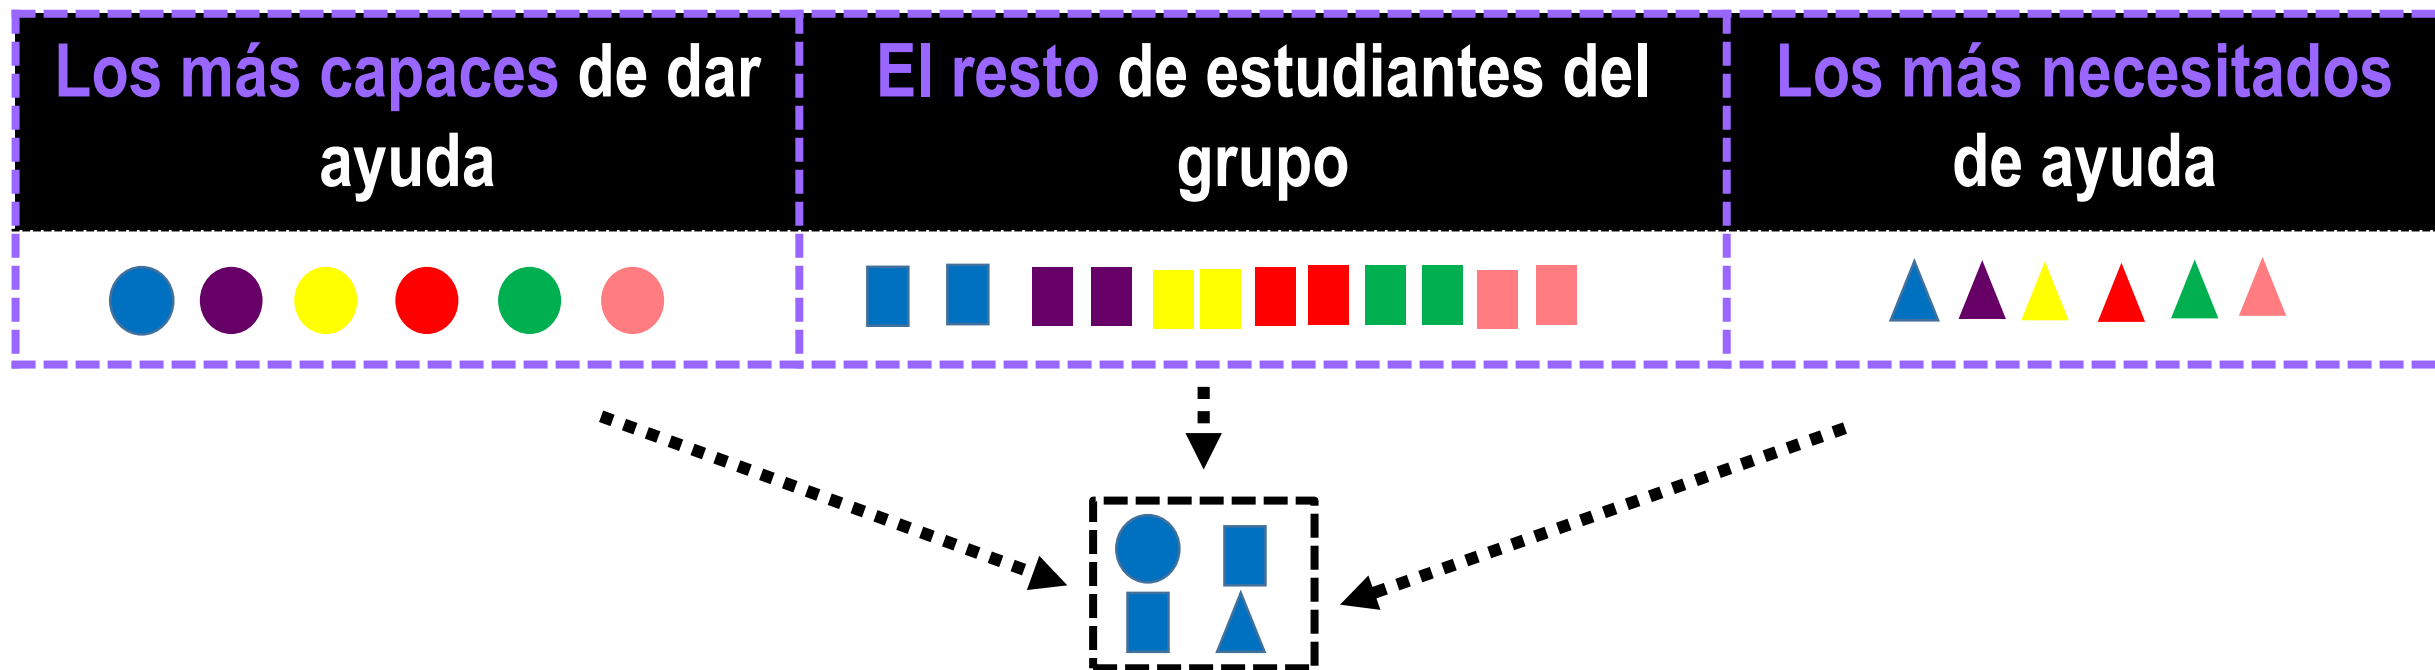 Los más capaces de dar
ayuda
El resto de estudiantes del
grupo
Los más necesitados
de ayuda